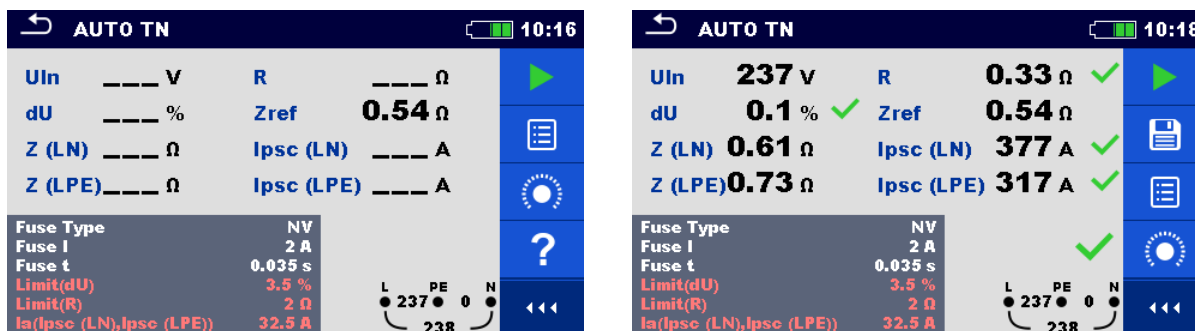 AUTO TN 10:16
Uln ___ V R ___ Ω
dU ___ % Zref 0.54 Ω
Z (LN) ___ Ω Ipsc (LN) ___ A
Z (LPE) ___ Ω Ipsc (LPE) ___ A
Fuse Type NV
Fuse I 2 A
Fuse t 0.035 s
Limit(dU) 3.5 %
Limit(R) 2 Ω
Ia(Ipsc (LN),Ipsc (LPE)) 32.5 A
?
L PE N
237 0
238
AUTO TN 10:18
Uln 237 V R 0.33 Ω
dU 0.1 % Zref 0.54 Ω
Z (LN) 0.61 Ω Ipsc (LN) 377 A
Z (LPE) 0.73 Ω Ipsc (LPE) 317 A
Fuse Type NV
Fuse I 2 A
Fuse t 0.035 s
Limit(dU) 3.5 %
Limit(R) 2 Ω
Ia(Ipsc (LN),Ipsc (LPE)) 32.5 A
L PE N
237 0
238